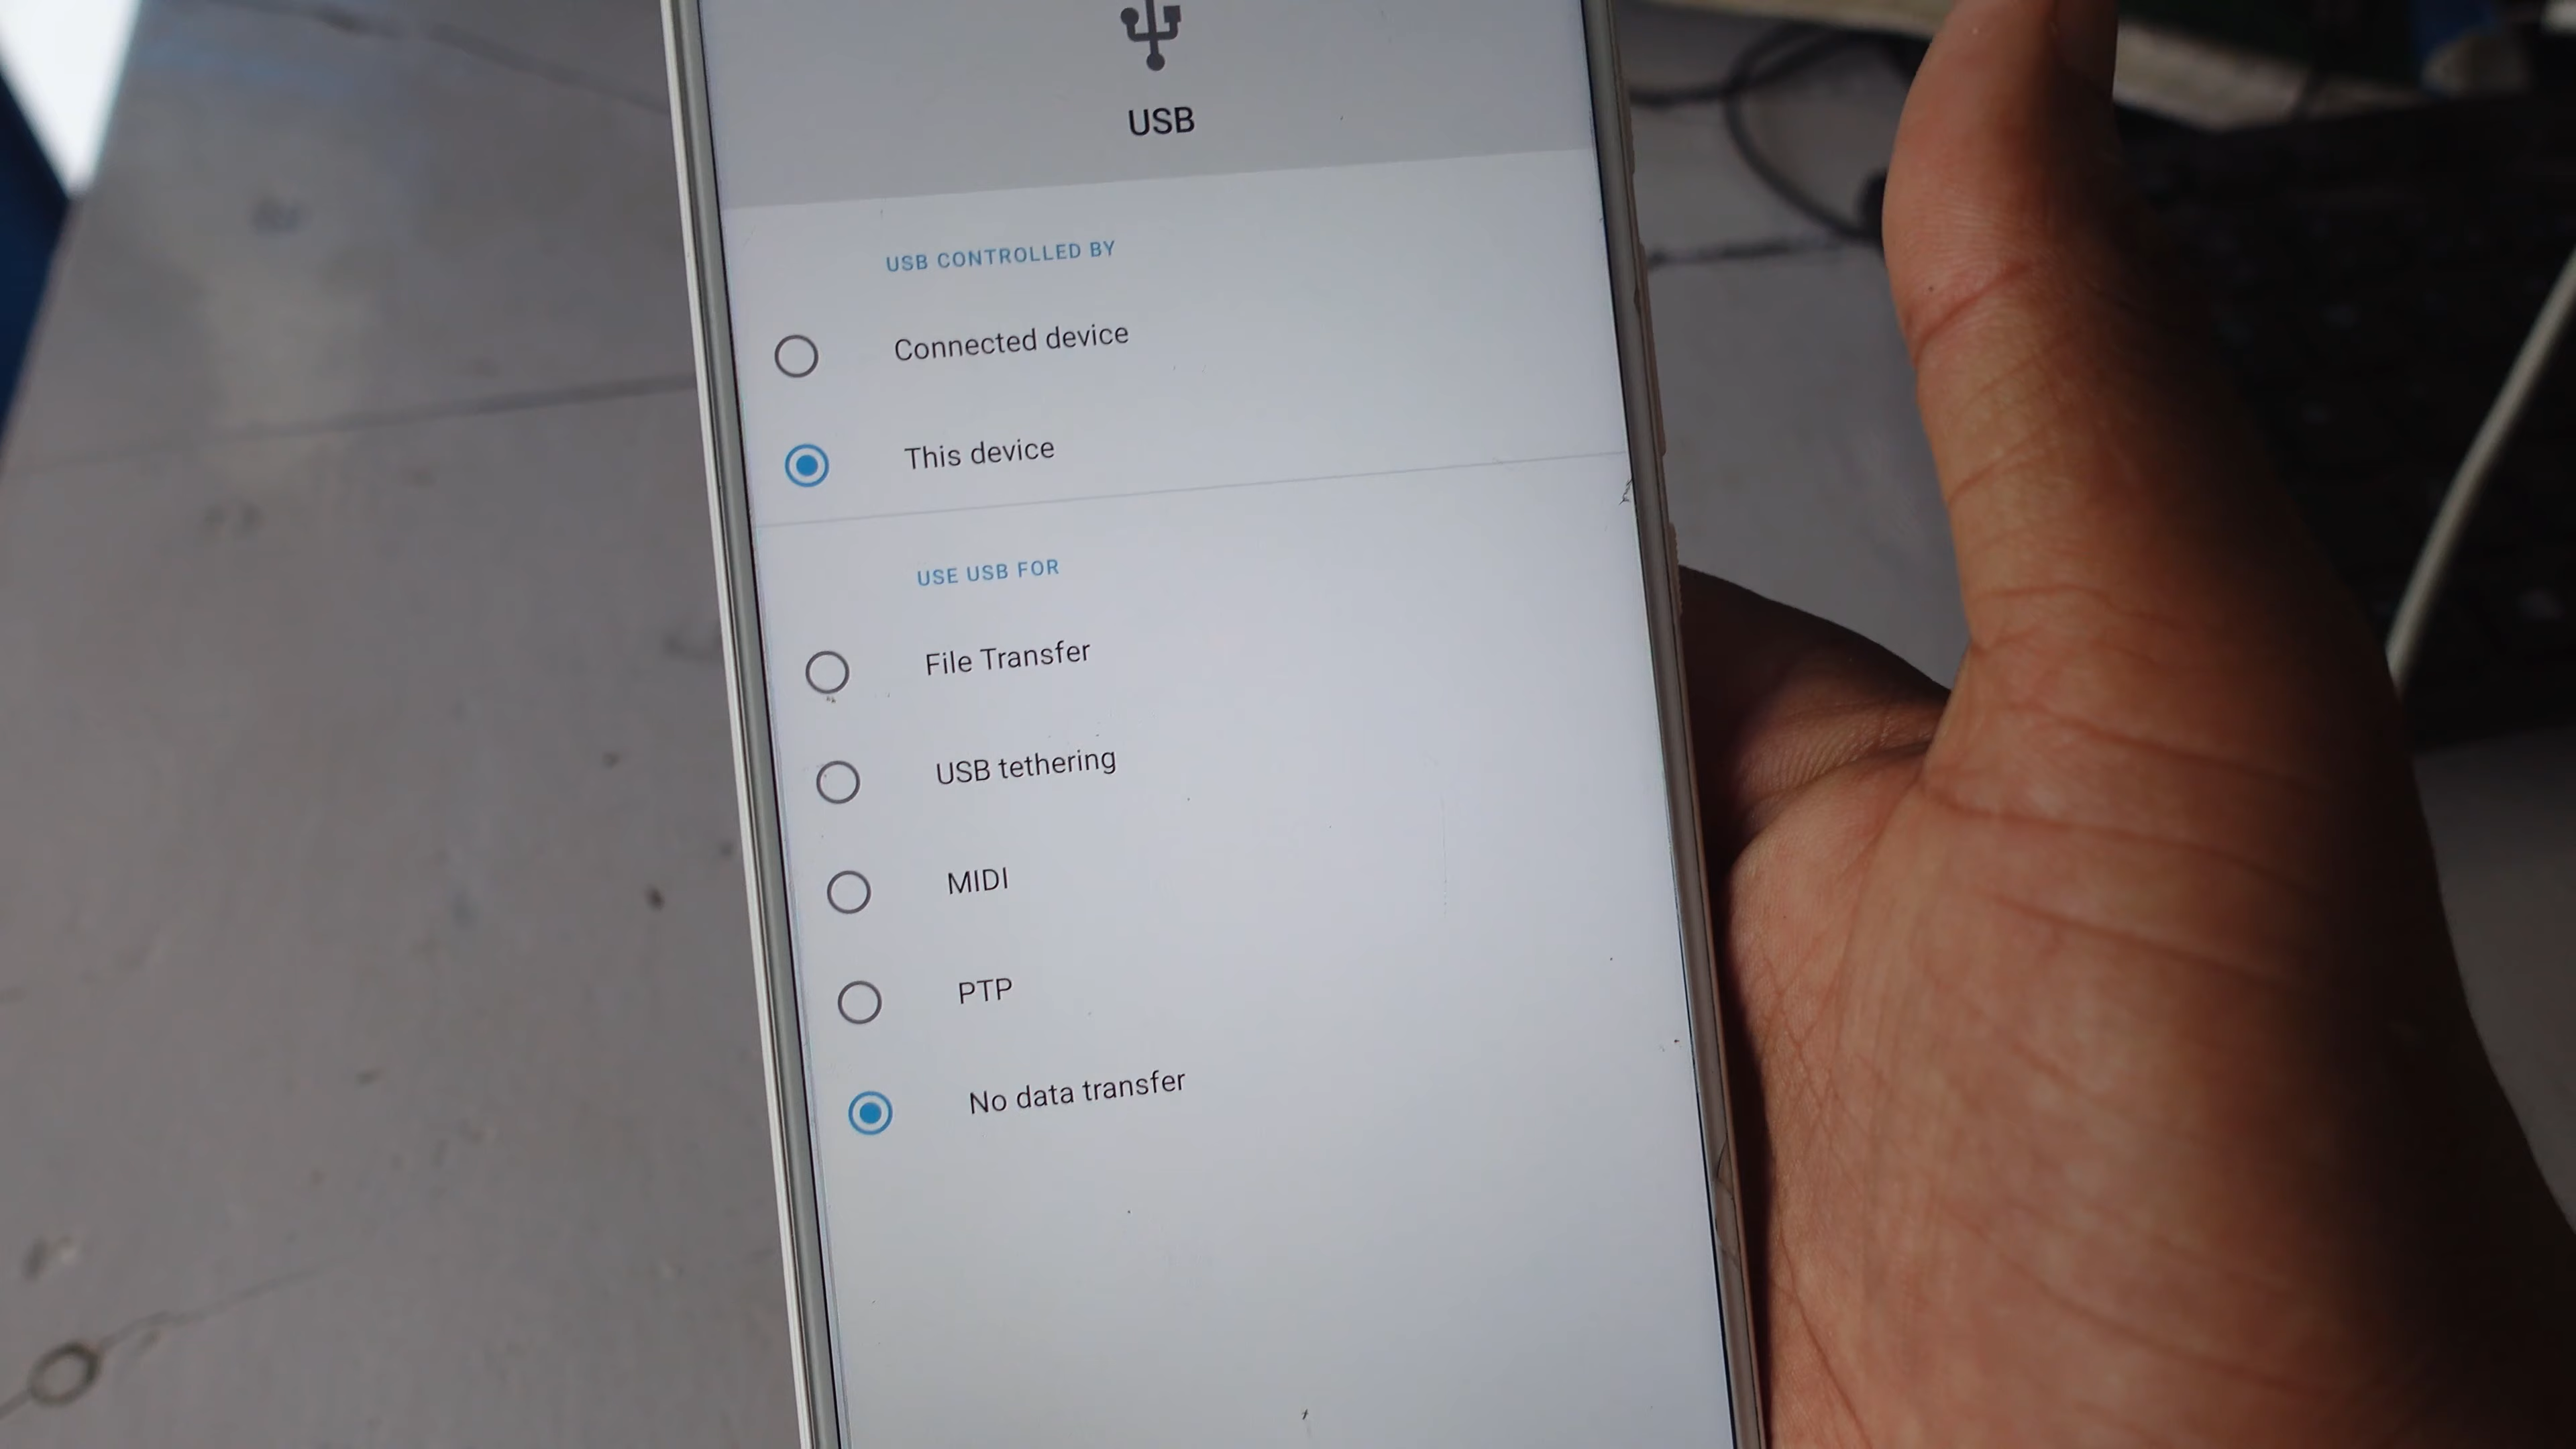 USB
USB CONTROLLED BY
Connected device
This device
USE USB FOR
File Transfer
USB tethering
MIDI
PTP
No data transfer